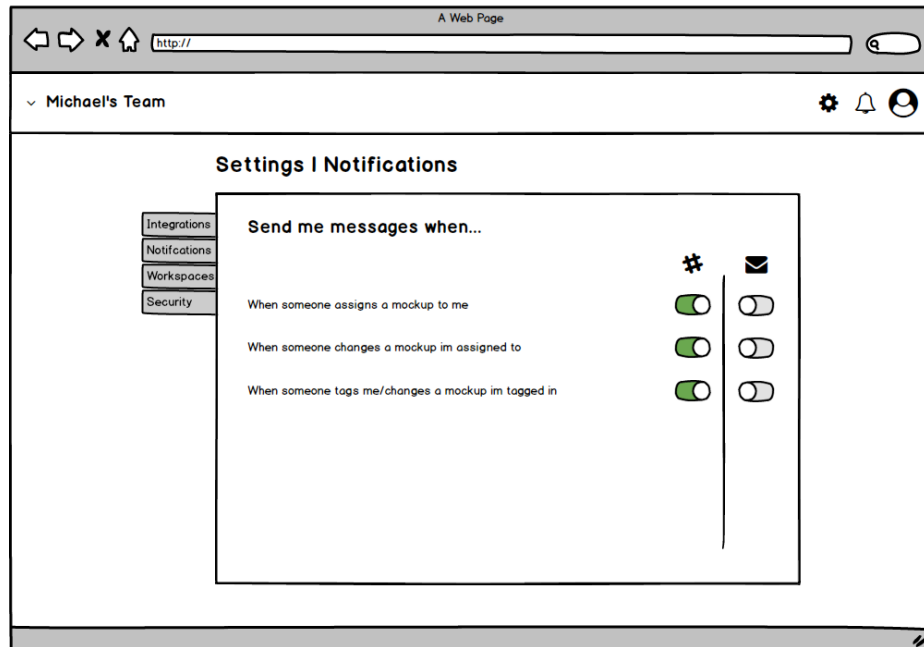 A Web Page
http://
Michael's Team
Settings | Notifications
Integrations
Notifcations
Workspaces
Security
Send me messages when...
When someone assigns a mockup to me
When someone changes a mockup im assigned to
When someone tags me/changes a mockup im tagged in